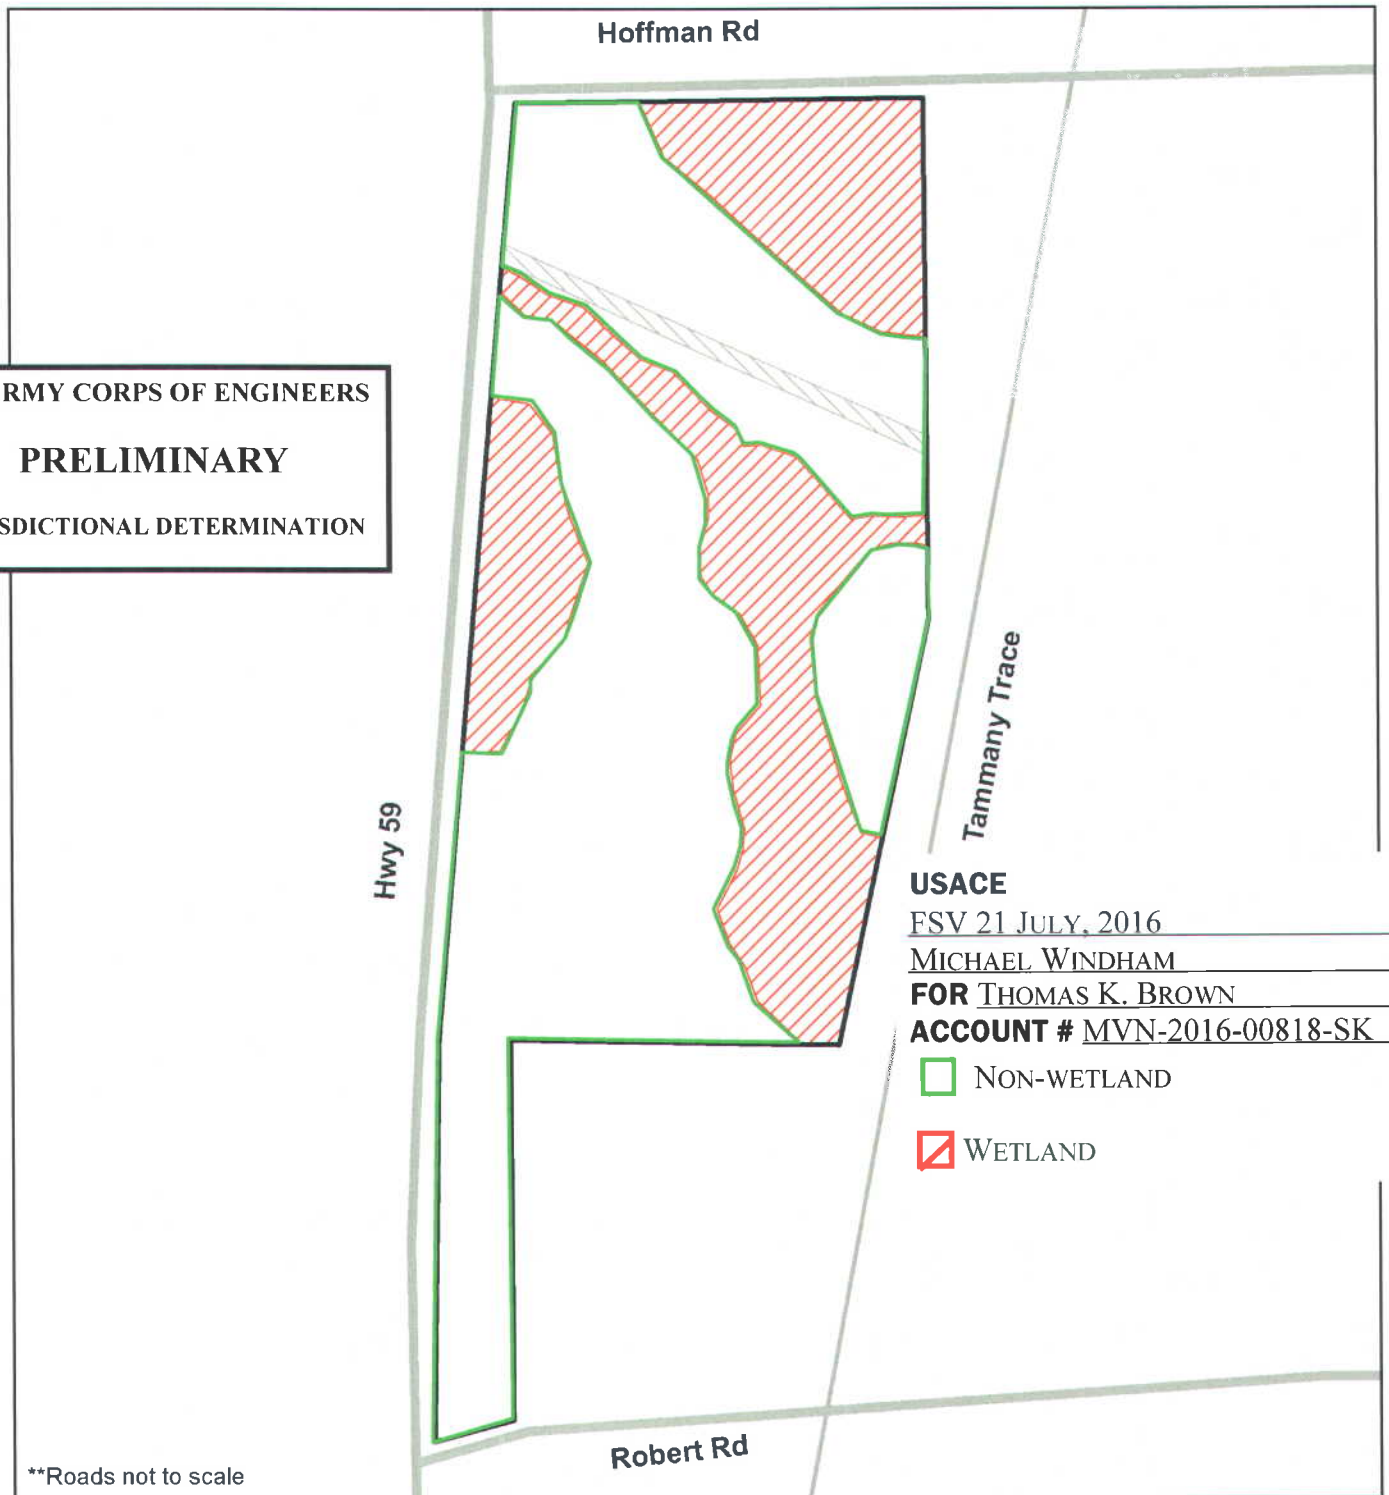 Hoffman Rd
RMY CORPS OF ENGINEERS
PRELIMINARY
SDICTIONAL DETERMINATION
Hwy 59
Tammany Trace
USACE
FSV 21 JULY, 2016
MICHAEL WINDHAM
FOR THOMAS K. BROWN
ACCOUNT # MVN-2016-00818-SK
NON-WETLAND
WETLAND
Robert Rd
**Roads not to scale